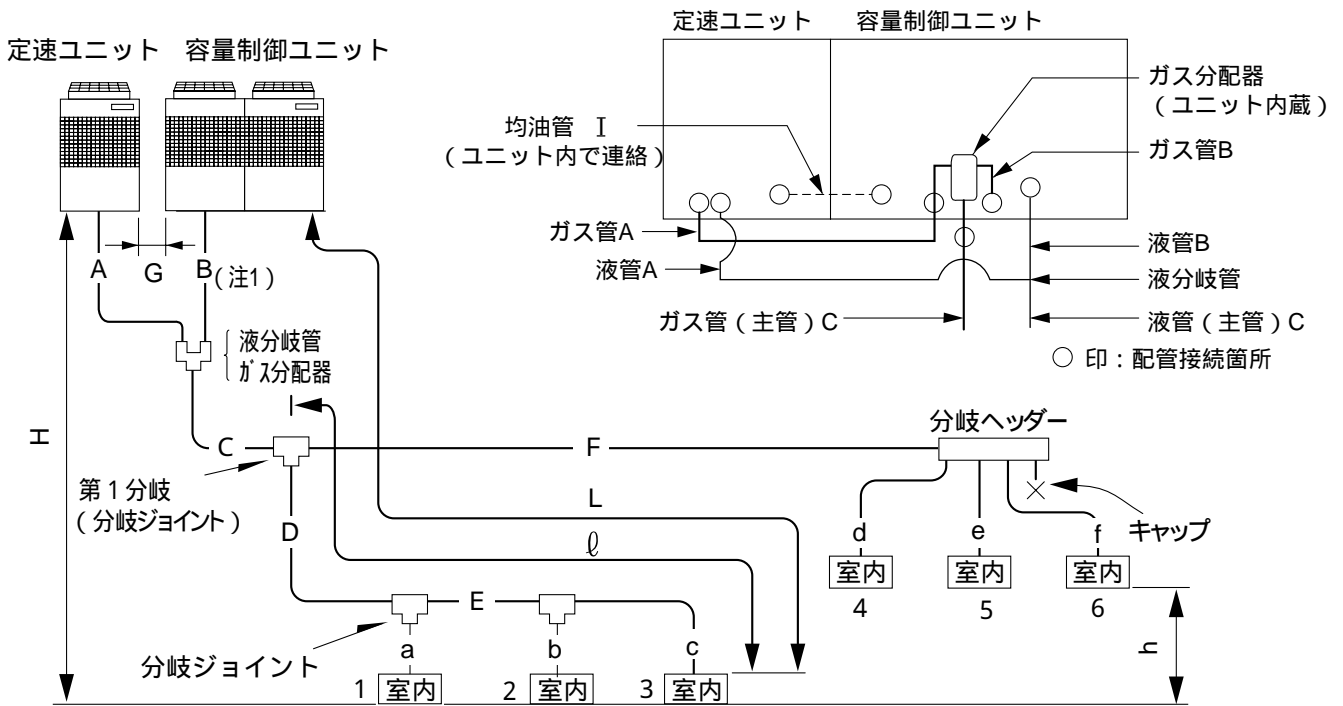 定速ユニット 容量制御ユニット
定速ユニット 容量制御ユニット
ガス分配器
(ユニット内蔵)
均油管 I
(ユニット内で連絡)
ガス管B
ガス管A
液管A
液管B
液分岐管
ガス管(主管)C
液管(主管)C
○ 印:配管接続箇所
A
G
B(注1)
液分岐管
ガス分配器
H
C
F
分岐ヘッダー
第1分岐
(分岐ジョイント)
D
L
ℓ
d
e
f
キャップ
室内
室内
室内
4
5
6
E
h
a
b
c
分岐ジョイント
1 室内
2 室内
3 室内